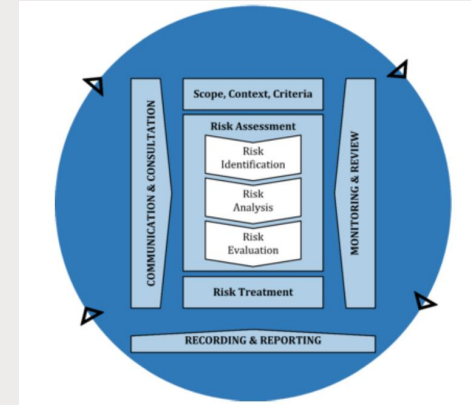 Scope, Context, Criteria
COMMUNICATION & CONSULTATION
Risk Assessment
Risk
Identification
Risk
Analysis
Risk
Evaluation
MONITORING & REVIEW
Risk Treatment
RECORDING & REPORTING